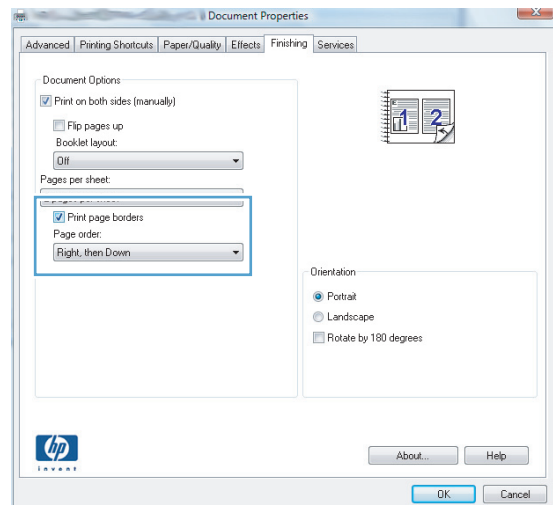 Document Properties
Advanced Printing Shortcuts Paper/Quality Effects Finishing Services
Document Options
Print on both sides (manually)
Flip pages up
Booklet layout:
Off
Pages per sheet:
Print page borders
Page order:
Right, then Down
1 2
Orientation
Portrait
Landscape
Rotate by 180 degrees
hp
invent
About... Help
OK Cancel